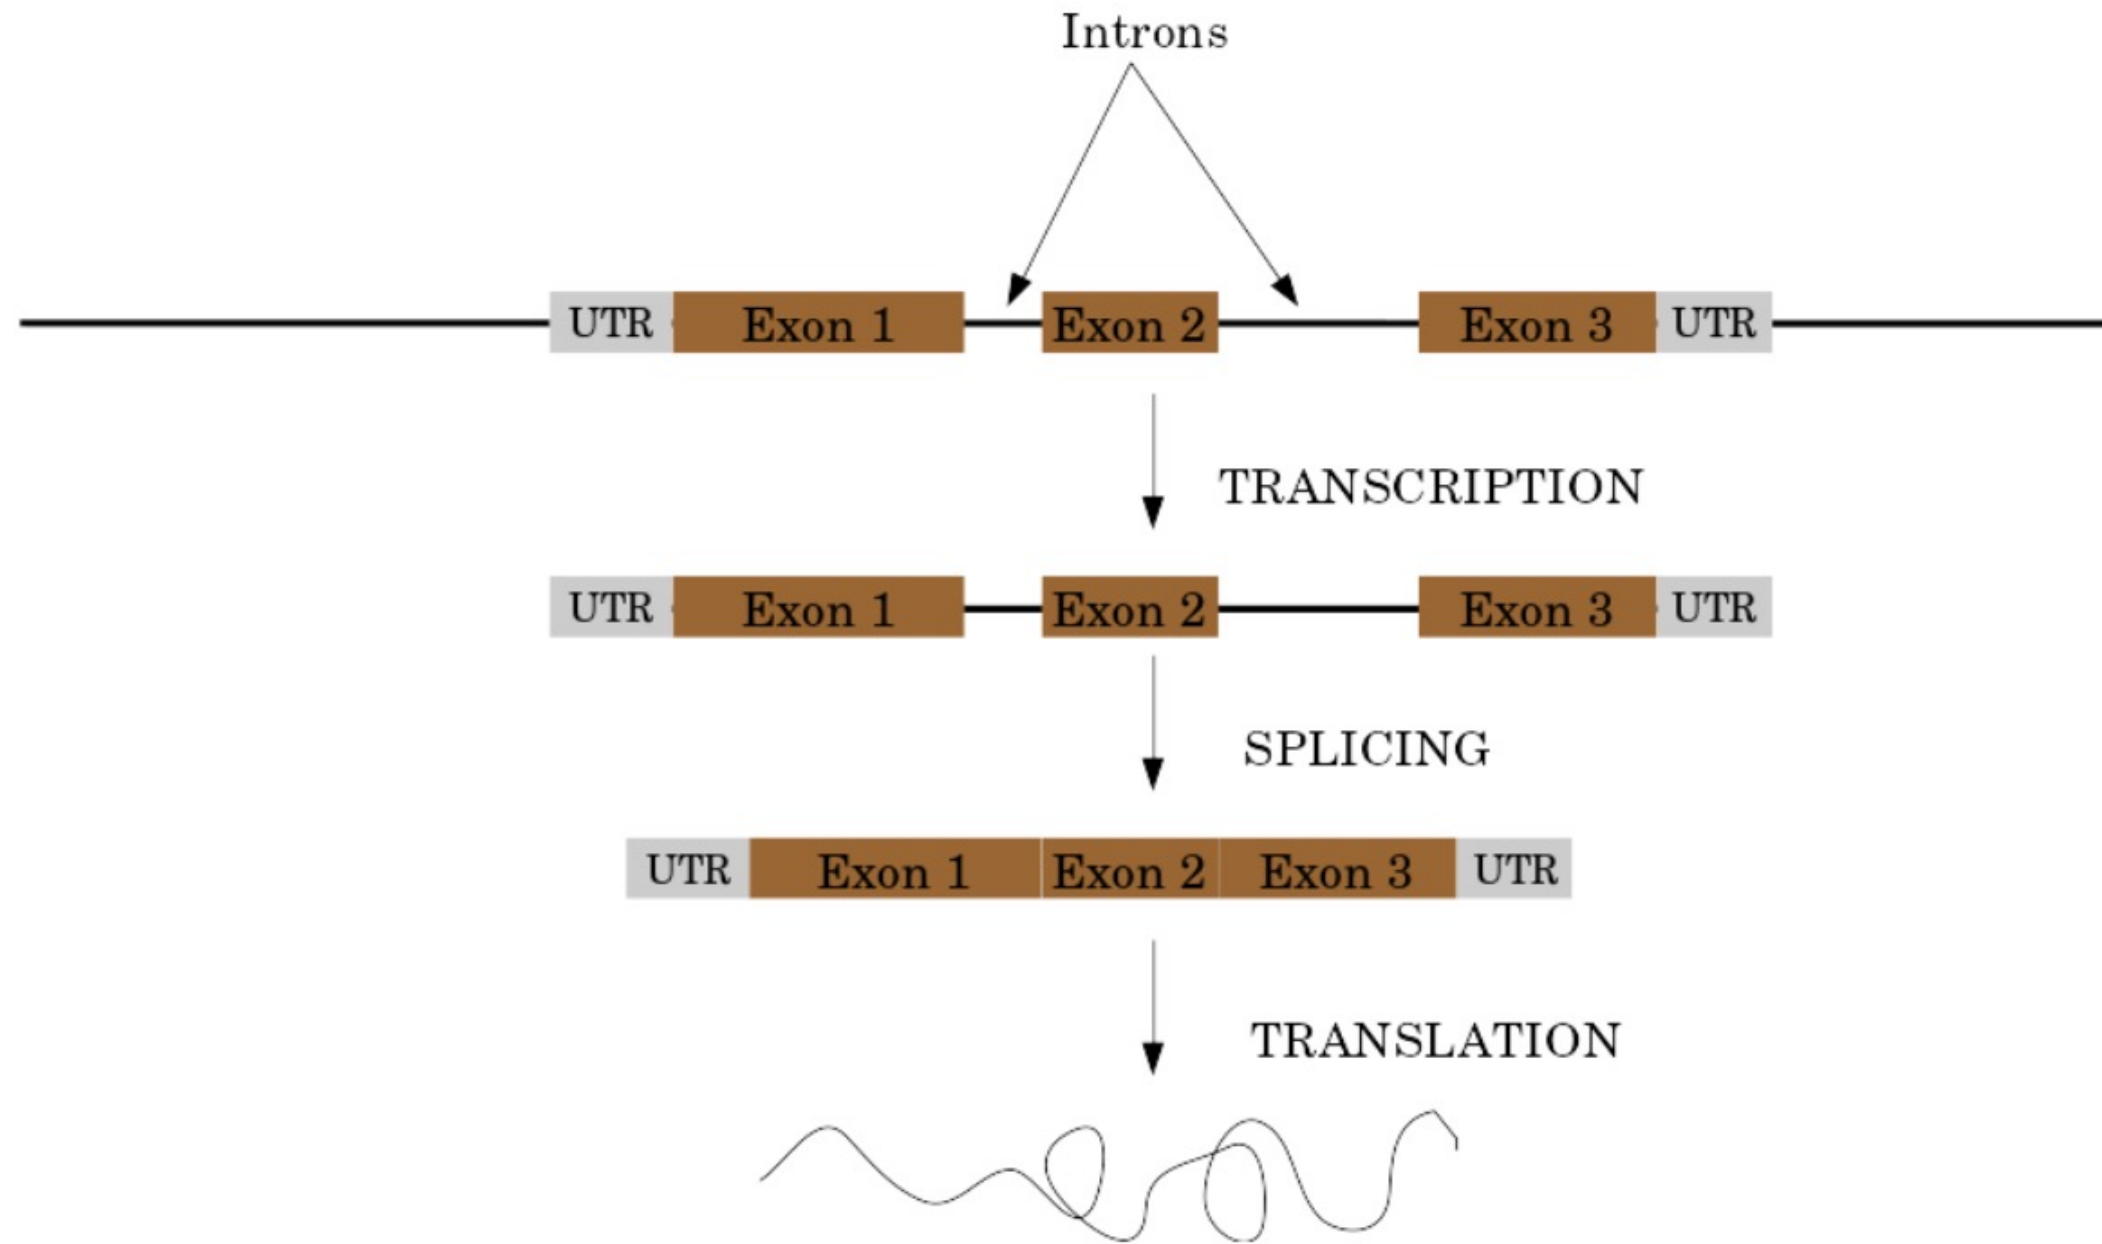 Introns
UTR Exon 1 Exon 2 Exon 3 UTR
TRANSCRIPTION
UTR Exon 1 Exon 2 Exon 3 UTR
SPLICING
UTR Exon 1 Exon 2 Exon 3 UTR
TRANSLATION